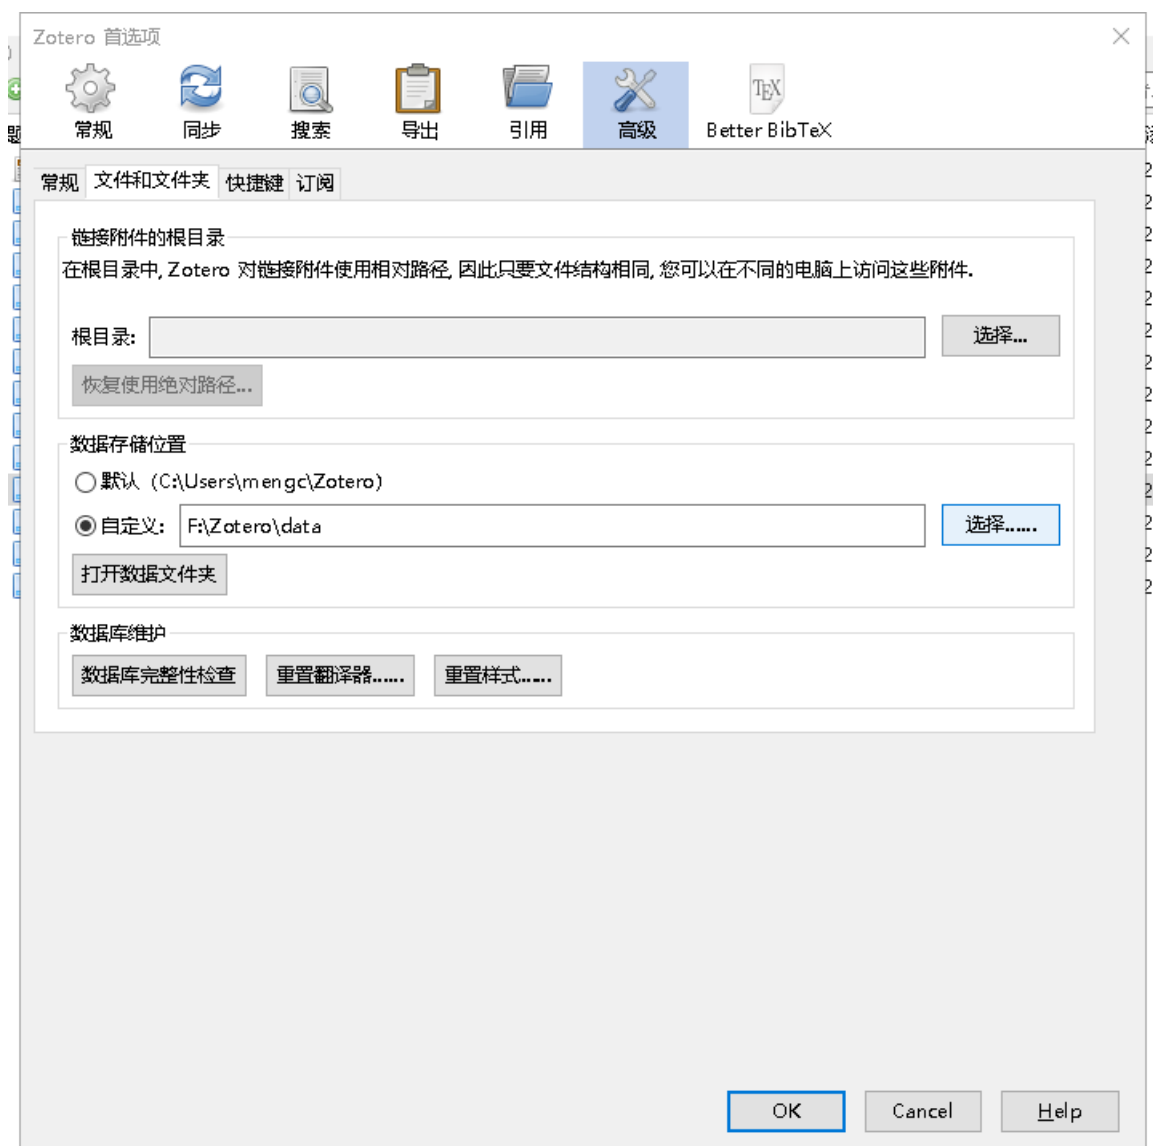 Zotero 首选项
常规 同步 搜索 导出 引用 高级 Better BibTeX
常规 文件和文件夹 快捷键 订阅
链接附件的根目录
在根目录中, Zotero 对链接附件使用相对路径, 因此只要文件结构相同, 您可以在不同的电脑上访问这些附件.
根目录: 选择...
恢复使用绝对路径...
数据存储位置
默认 (C:\Users\mengc\Zotero)
自定义: F:\Zotero\data 选择......
打开数据文件夹
数据库维护
数据库完整性检查 重置翻译器...... 重置样式......
OK Cancel Help